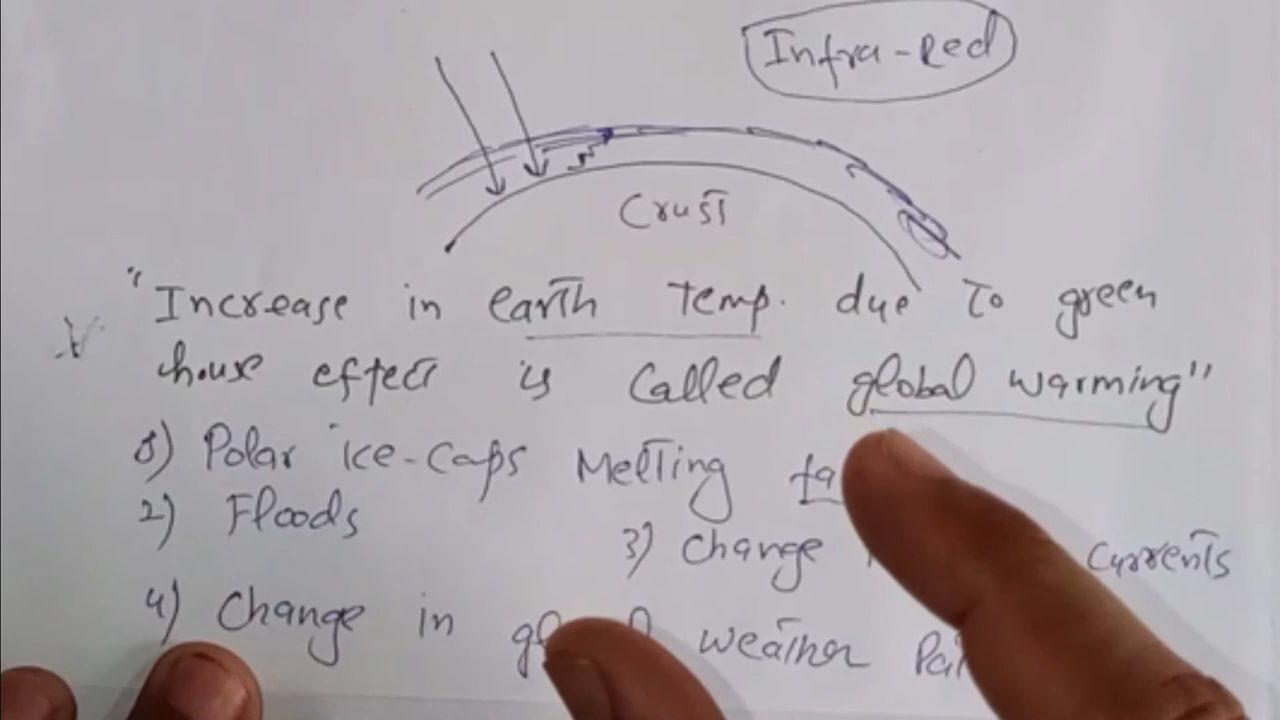 Infra-Red
Crust
"Increase in earth temp. due to green
house effect is called global warming"
1) Polar ice-caps Melting
2) Floods
3) Change currents
4) Change in weather